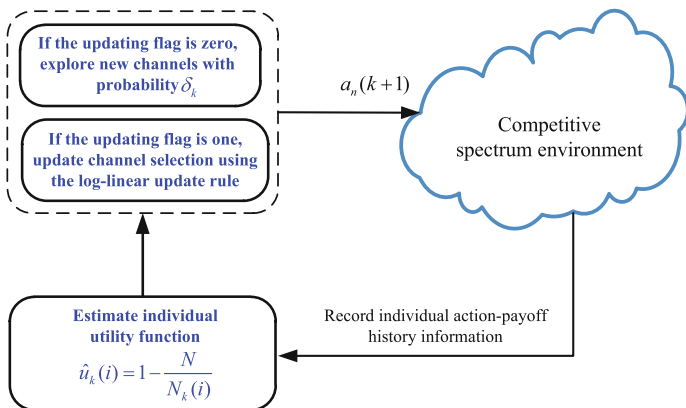 If the updating flag is zero,
explore new channels with
probability δ_k
If the updating flag is one,
update channel selection using
the log-linear update rule
a_n(k+1)
Competitive
spectrum environment
Estimate individual
utility function
û_k(i) = 1 − N / N_k(i)
Record individual action-payoff
history information